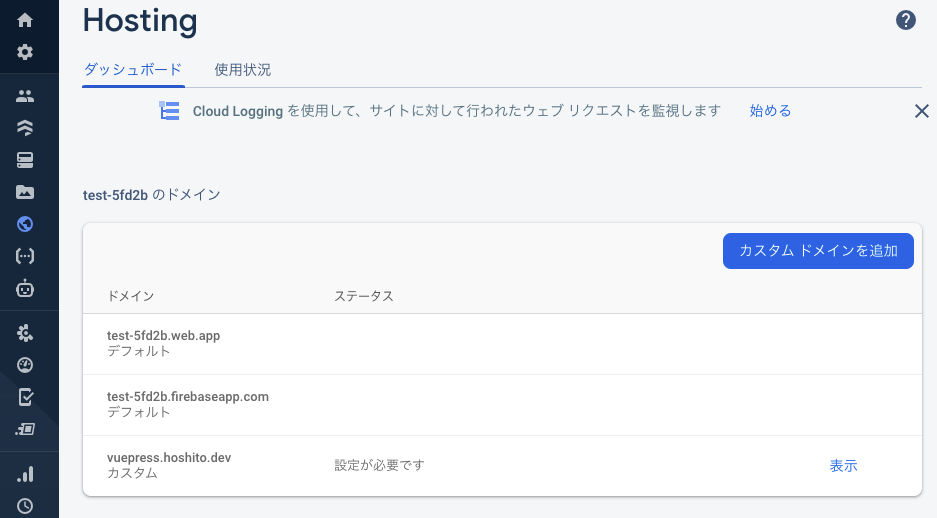 Hosting
ダッシュボード 使用状況
Cloud Logging を使用して、サイトに対して行われたウェブ リクエストを監視します 始める
test-5fd2b のドメイン
カスタム ドメインを追加
ドメイン ステータス
test-5fd2b.web.app
デフォルト
test-5fd2b.firebaseapp.com
デフォルト
vuepress.hoshito.dev
カスタム
設定が必要です 表示